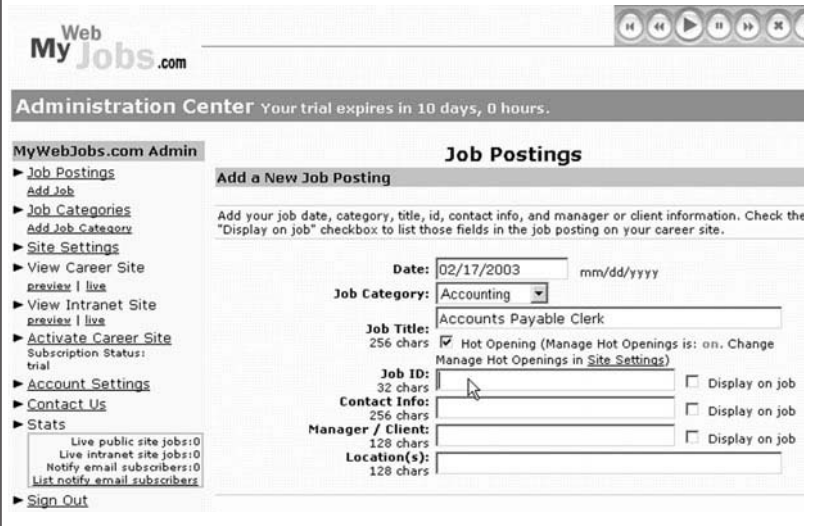 MyWebJobs.com
Administration Center Your trial expires in 10 days, 0 hours.
MyWebJobs.com Admin
Job Postings
Add Job
Job Categories
Add Job Category
Site Settings
View Career Site
preview | live
View Intranet Site
preview | live
Activate Career Site
Subscription Status:
trial
Account Settings
Contact Us
Stats
Live public site jobs:0
Live intranet site jobs:0
Notify email subscribers:0
List notify email subscribers
Sign Out
Job Postings
Add a New Job Posting
Add your job date, category, title, id, contact info, and manager or client information. Check the
"Display on job" checkbox to list those fields in the job posting on your career site.
Date: 02/17/2003 mm/dd/yyyy
Job Category: Accounting
Job Title: Accounts Payable Clerk
256 chars Hot Opening (Manage Hot Openings is: on. Change
Manage Hot Openings in Site Settings)
Job ID: Display on job
32 chars
Contact Info: Display on job
256 chars
Manager / Client: Display on job
128 chars
Location(s):
128 chars